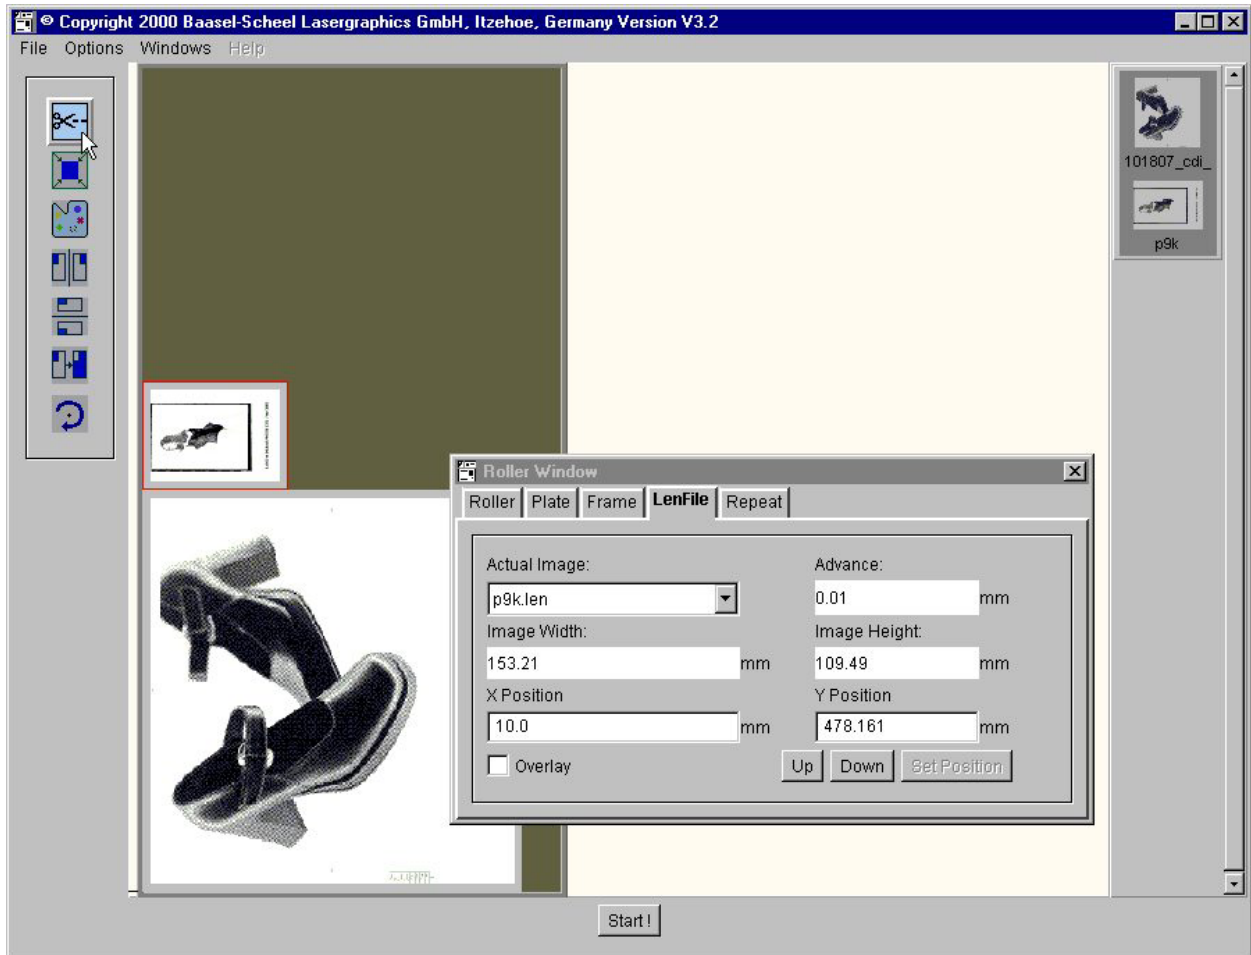 © Copyright 2000 Baasel-Scheel Lasergraphics GmbH, Itzehoe, Germany Version V3.2
File Options Windows Help
101807_cdi_
p9k
Roller Window
Roller Plate Frame LenFile Repeat
Actual Image: Advance:
p9k.len 0.01 mm
Image Width: Image Height:
153.21 mm 109.49 mm
X Position Y Position
10.0 mm 478.161 mm
Overlay Up Down Set Position
Start!